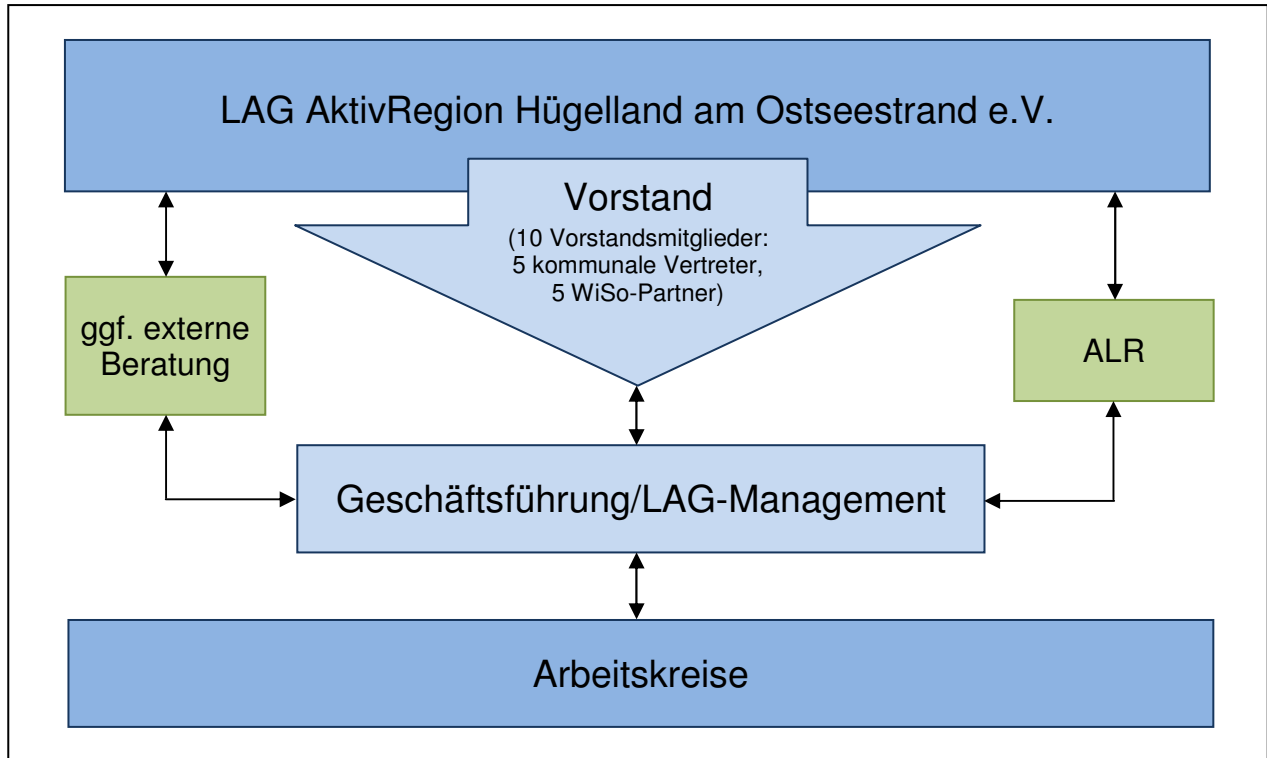 LAG AktivRegion Hügelland am Ostseestrand e.V.
Vorstand
(10 Vorstandsmitglieder:
5 kommunale Vertreter,
5 WiSo-Partner)
ggf. externe
Beratung
ALR
Geschäftsführung/LAG-Management
Arbeitskreise